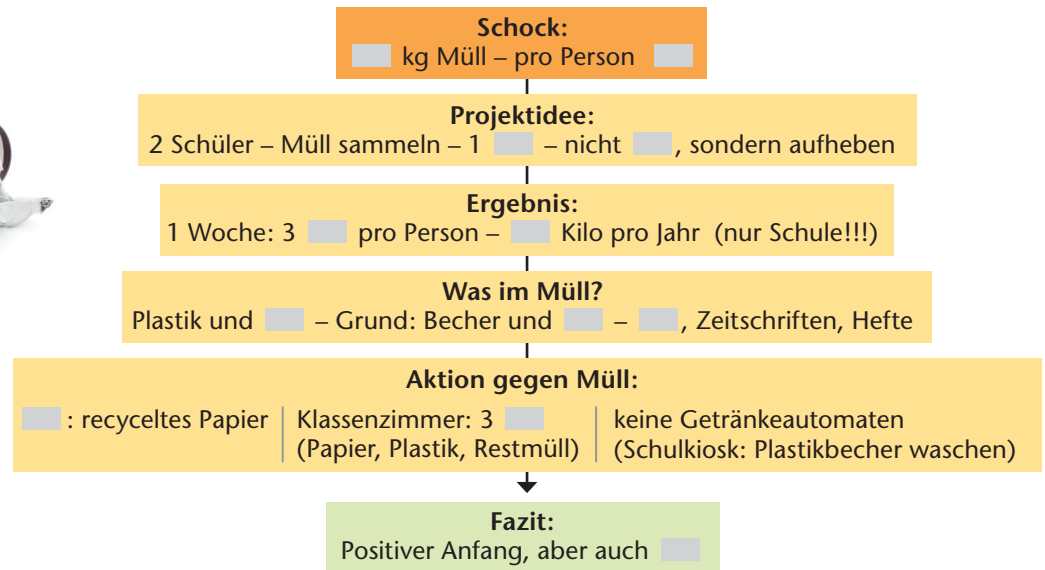 Schock:
kg Müll – pro Person
Projektidee:
2 Schüler – Müll sammeln – 1 – nicht , sondern aufheben
Ergebnis:
1 Woche: 3 pro Person – Kilo pro Jahr (nur Schule!!!)
Was im Müll?
Plastik und – Grund: Becher und – , Zeitschriften, Hefte
Aktion gegen Müll:
: recyceltes Papier
Klassenzimmer: 3
(Papier, Plastik, Restmüll)
keine Getränkeautomaten
(Schulkiosk: Plastikbecher waschen)
Fazit:
Positiver Anfang, aber auch